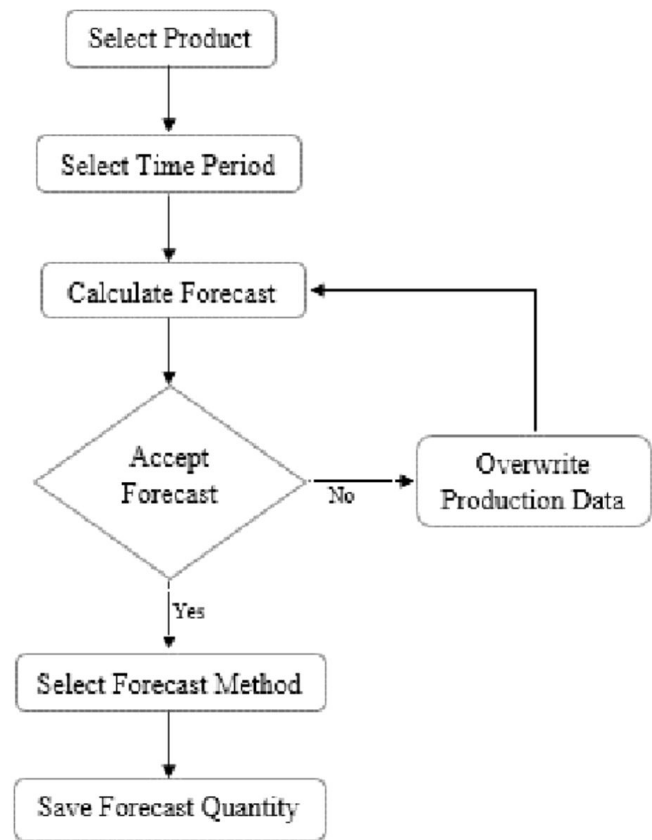 Select Product
Select Time Period
Calculate Forecast
Accept
Forecast
No
Overwrite
Production Data
Yes
Select Forecast Method
Save Forecast Quantity